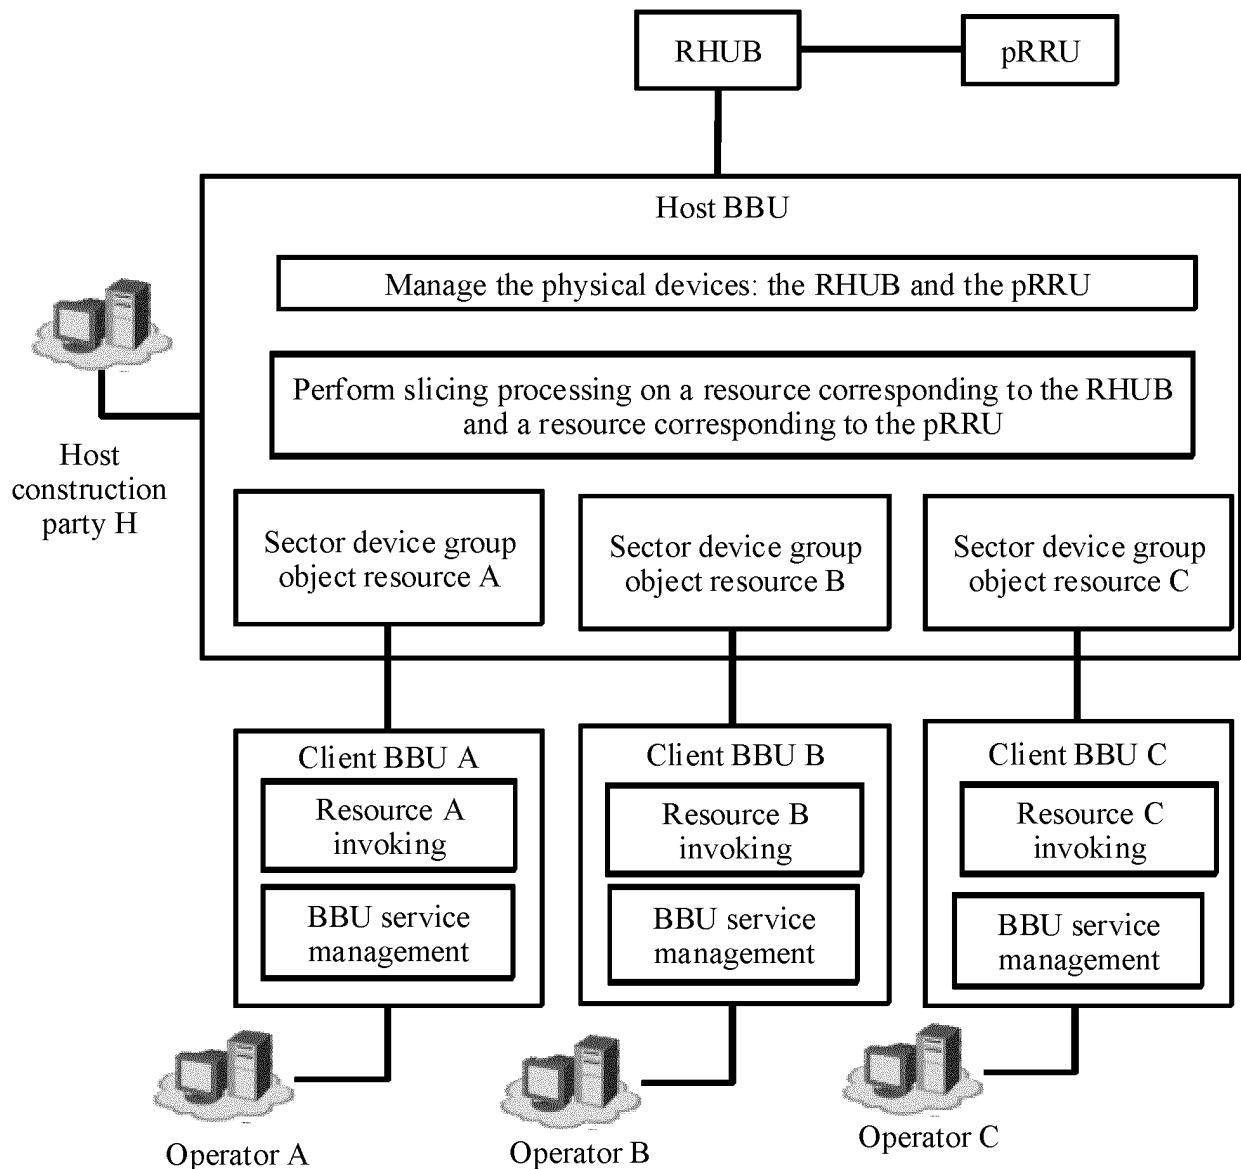 RHUB
pRRU
Host BBU
Manage the physical devices: the RHUB and the pRRU
Perform slicing processing on a resource corresponding to the RHUB
and a resource corresponding to the pRRU
Host
construction
party H
Sector device group
object resource A
Sector device group
object resource B
Sector device group
object resource C
Client BBU A
Resource A
invoking
BBU service
management
Client BBU B
Resource B
invoking
BBU service
management
Client BBU C
Resource C
invoking
BBU service
management
Operator A
Operator B
Operator C